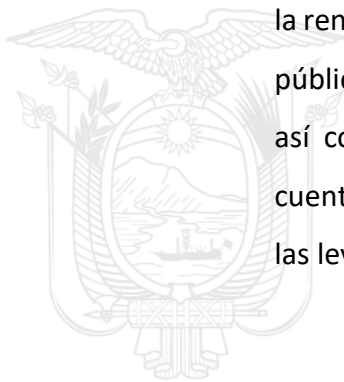 la ren
públic
así co
cuent
las ley